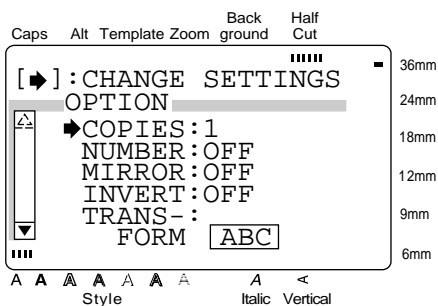 Back Half
Caps Alt Template Zoom ground Cut
[➡]:CHANGE SETTINGS
36mm
OPTION
24mm
➡COPIES:1
18mm
NUMBER:OFF
MIRROR:OFF
12mm
INVERT:OFF
TRANS-:
9mm
FORM ABC
6mm
A A A A A A A A A
Style Italic Vertical